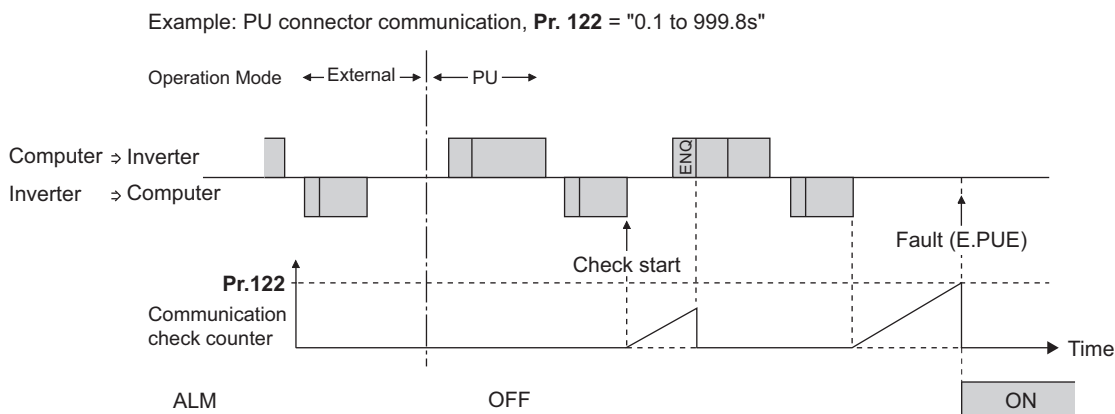 Example: PU connector communication, Pr. 122 = "0.1 to 999.8s"
Operation Mode External PU
Computer ⇒ Inverter
ENQ
Inverter ⇒ Computer
Fault (E.PUE)
Check start
Pr.122
Communication
check counter
Time
ALM OFF ON